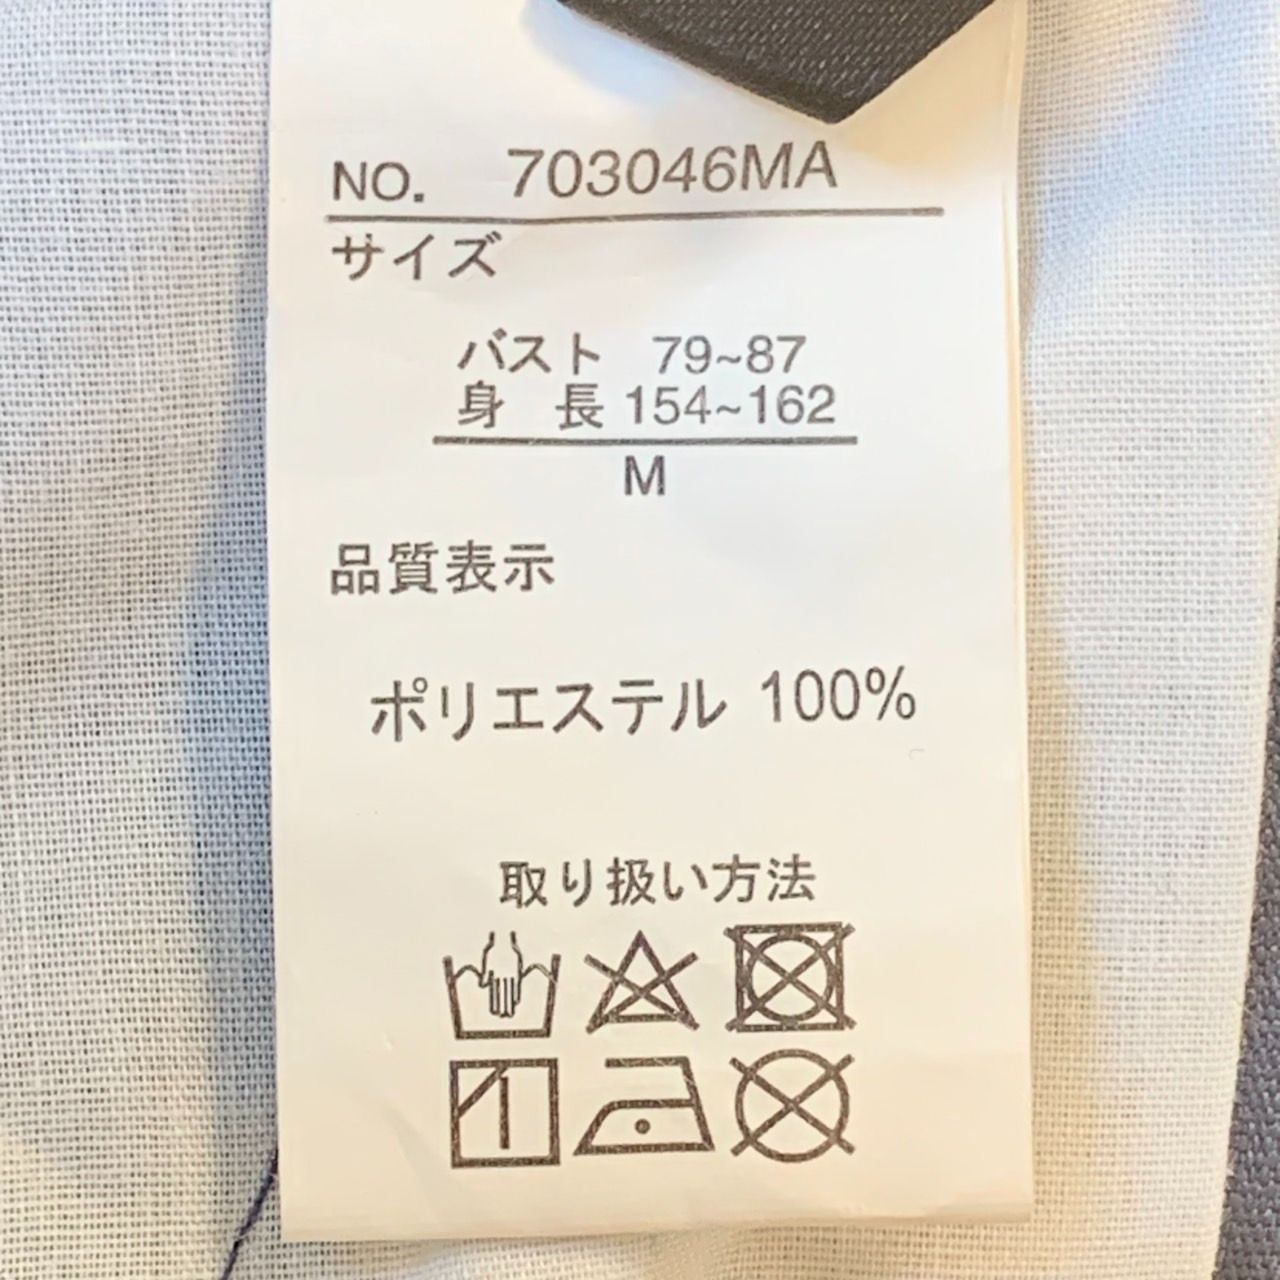 NO. 703046MA
サイズ
バスト 79~87
身 長 154~162
M
品質表示
ポリエステル 100%
取り扱い方法